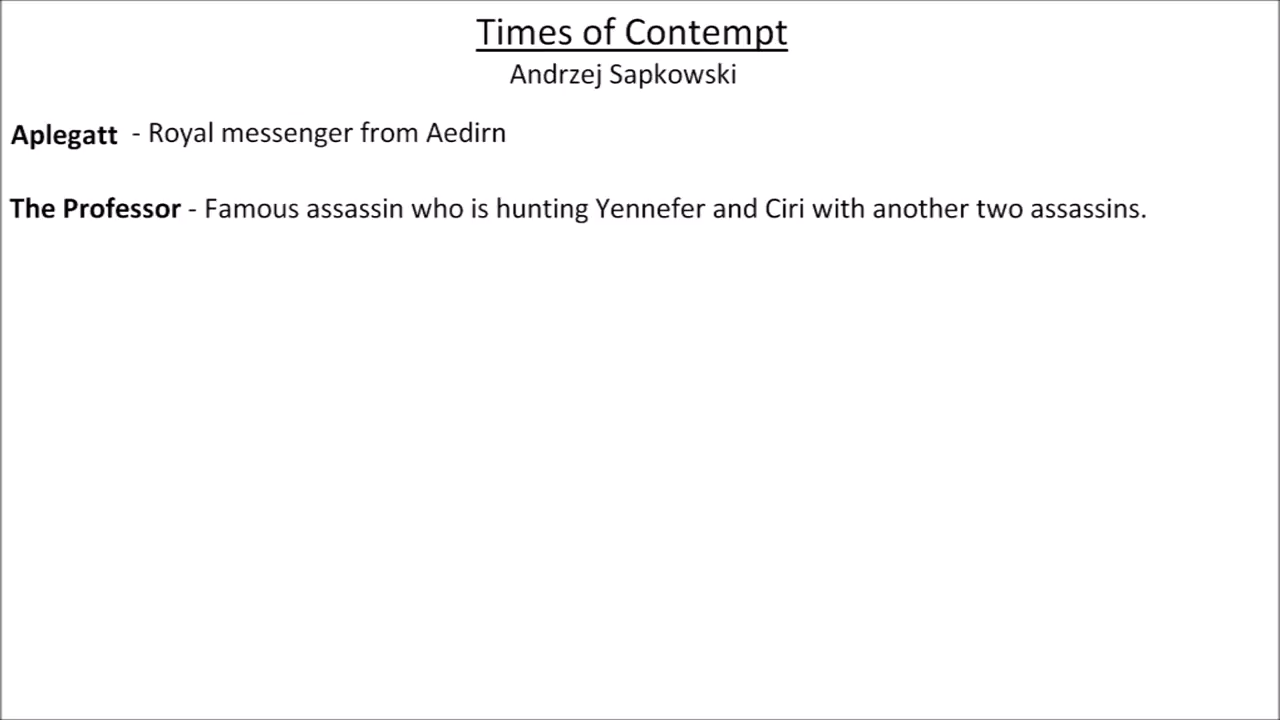 Times of Contempt
Andrzej Sapkowski
Aplegatt - Royal messenger from Aedirn
The Professor - Famous assassin who is hunting Yennefer and Ciri with another two assassins.